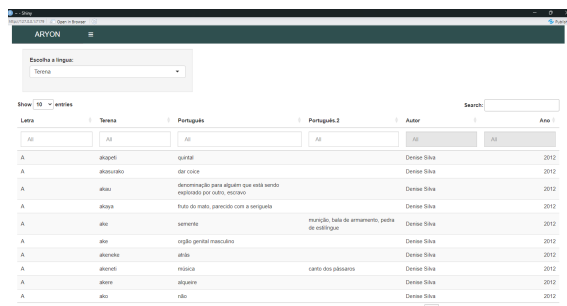 ~ - Shiny
Open in Browser
Publish
ARYON
Escolha a língua:
Terena
Show 10 entries
Search:
Letra Terena Português Português.2 Autor Ano
All All All All All All
A akapeti quintal Denise Silva 2012
A akasurako dar coice Denise Silva 2012
A akau denominação para alguém que está sendo explorado por outro, escravo Denise Silva 2012
A akaya fruto do mato, parecido com a seriguela Denise Silva 2012
A ake semente munição, bala de armamento, pedra de estilingue Denise Silva 2012
A ake orgão genital masculino Denise Silva 2012
A akeneke atrás Denise Silva 2012
A akeneti música canto dos pássaros Denise Silva 2012
A akere alqueire Denise Silva 2012
A ako não Denise Silva 2012